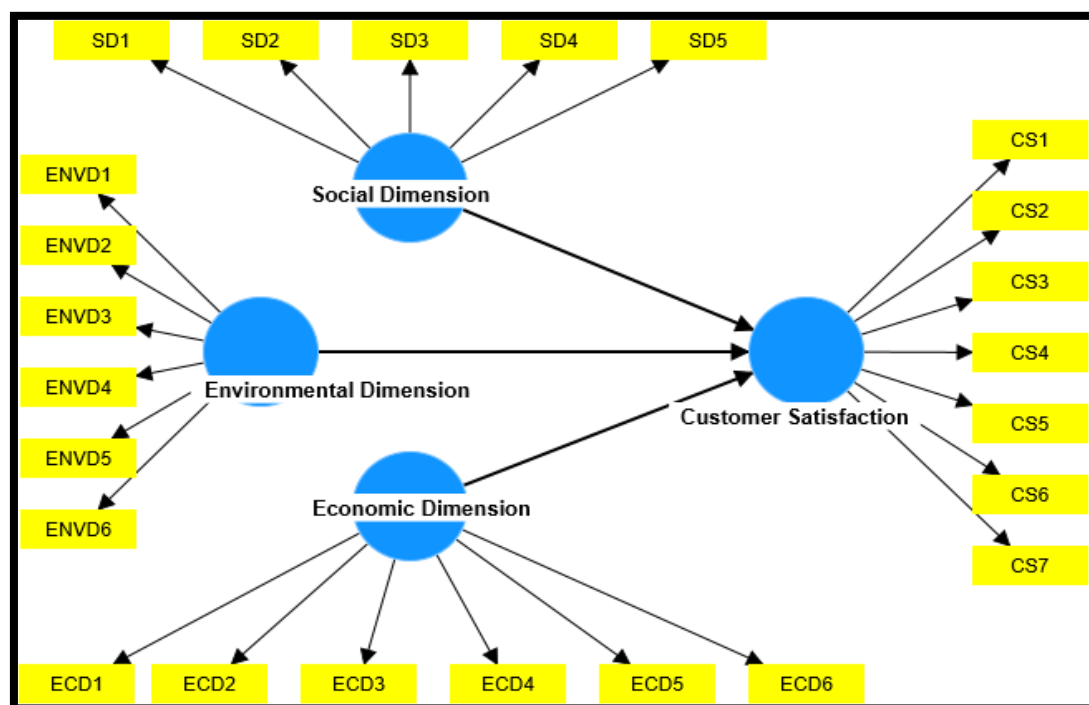 SD1
SD2
SD3
SD4
SD5
Social Dimension
ENVD1
ENVD2
ENVD3
ENVD4
ENVD5
ENVD6
Environmental Dimension
Customer Satisfaction
CS1
CS2
CS3
CS4
CS5
CS6
CS7
Economic Dimension
ECD1
ECD2
ECD3
ECD4
ECD5
ECD6